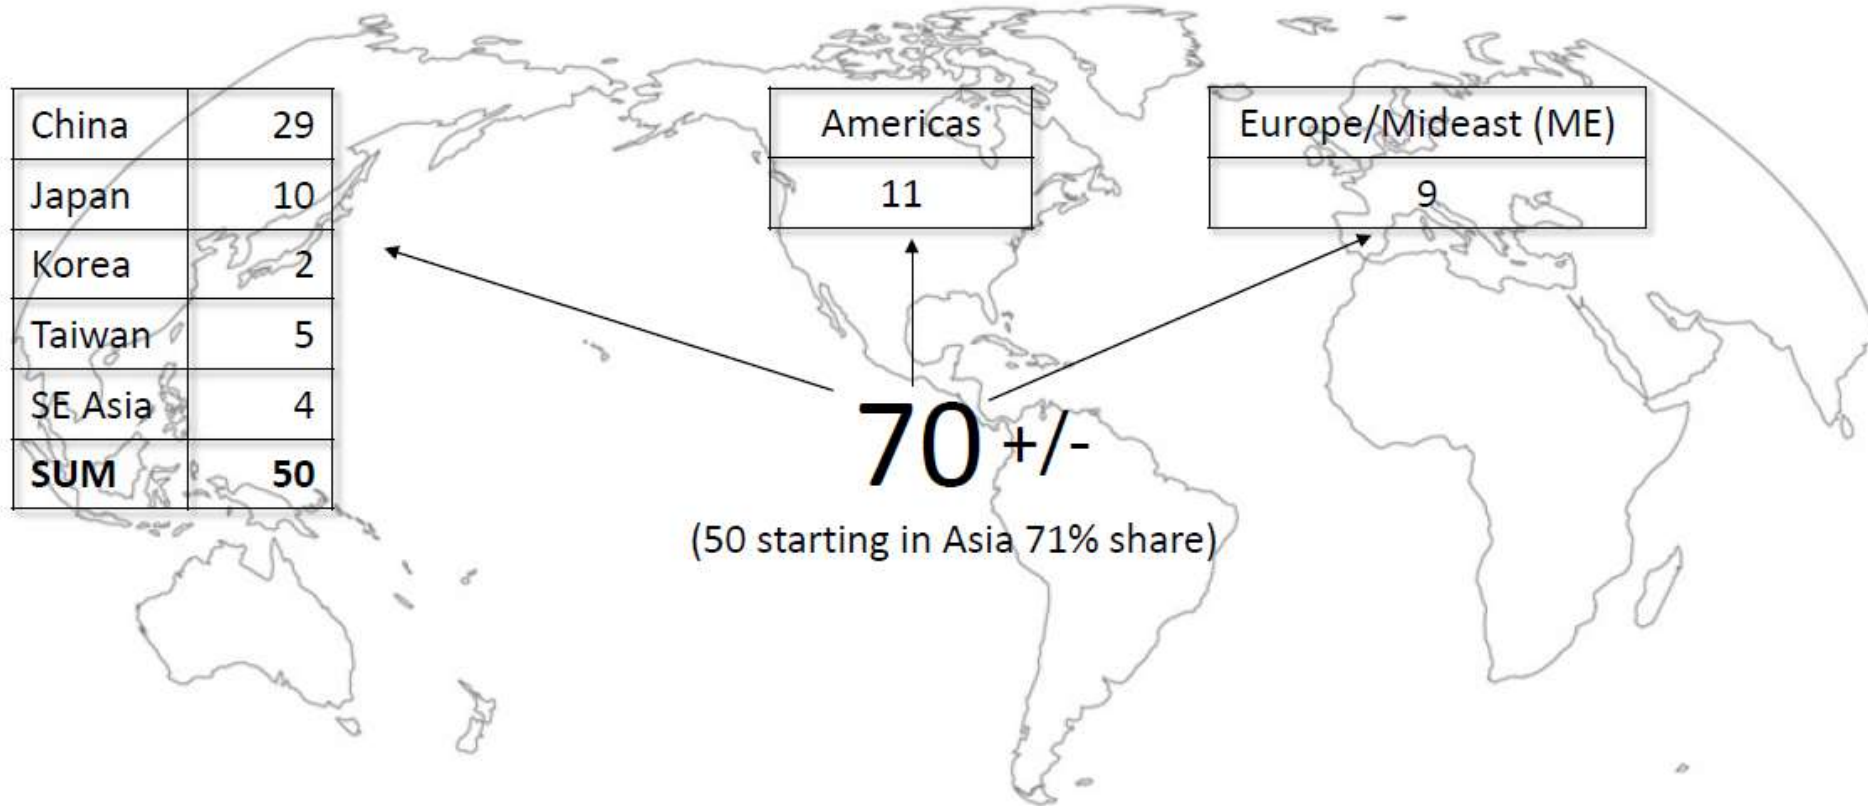 China 29
Japan 10
Korea 2
Taiwan 5
SE Asia 4
SUM 50
Americas
11
Europe/Mideast (ME)
9
70 +/-
(50 starting in Asia 71% share)